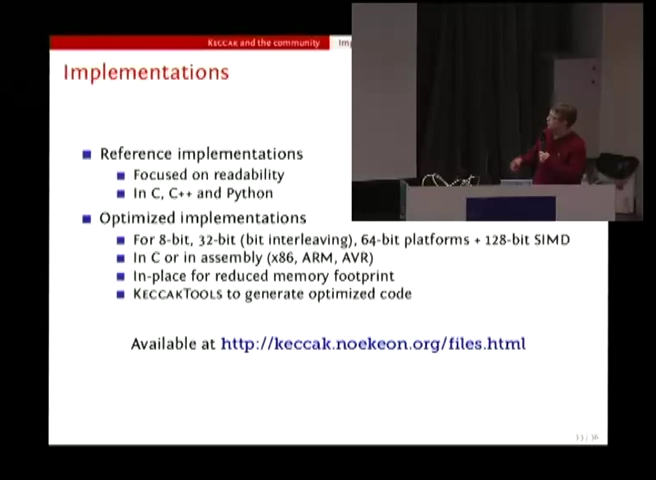 KECCAK and the community
Implementations
Reference implementations
Focused on readability
In C, C++ and Python
Optimized implementations
For 8-bit, 32-bit (bit interleaving), 64-bit platforms + 128-bit SIMD
In C or in assembly (x86, ARM, AVR)
In-place for reduced memory footprint
KECCAKTOOLS to generate optimized code
Available at http://keccak.noekeon.org/files.html